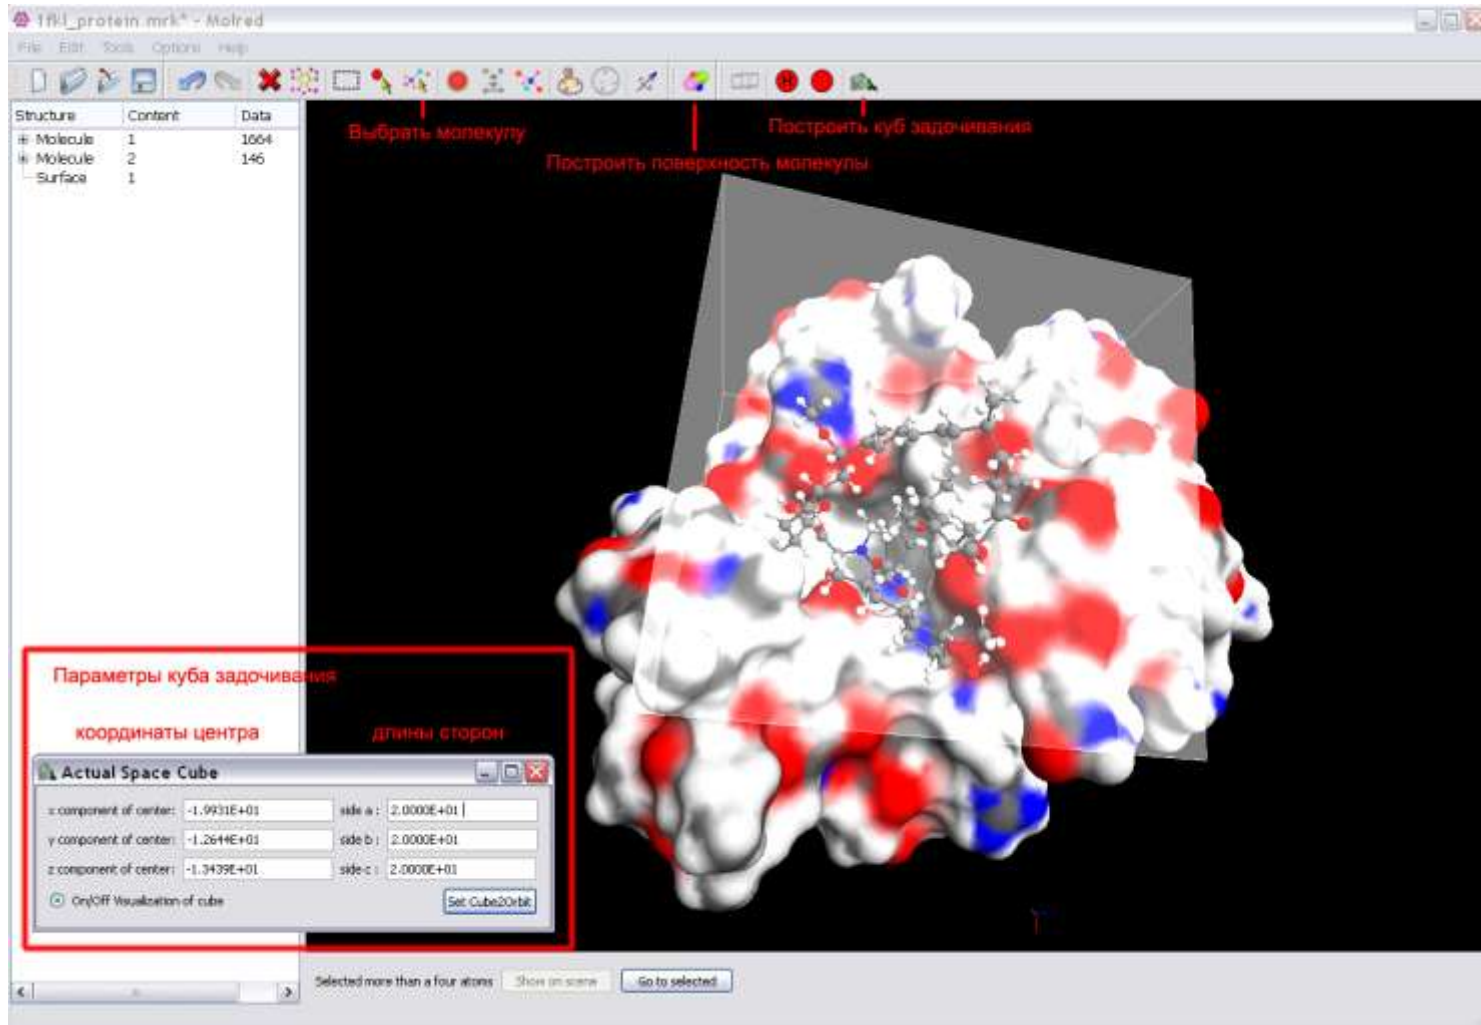 1fkl_protein mrk* - Molred
File Edit Tools Options Help
Выбрать молекулу
Построить куб задочивания
Построить поверхность молекулы
Structure Content Data
Molecule 1 1664
Molecule 2 146
Surface 1
Параметры куба задочивания
координаты центра длины сторон
Actual Space Cube
x component of center: -1.9931E+01 side a : 2.0000E+01
y component of center: -1.2644E+01 side b : 2.0000E+01
z component of center: -1.3439E+01 side c : 2.0000E+01
On/Off Visualization of cube Set Cube2Orbit
Selected more than a four atoms Show on scene Go to selected